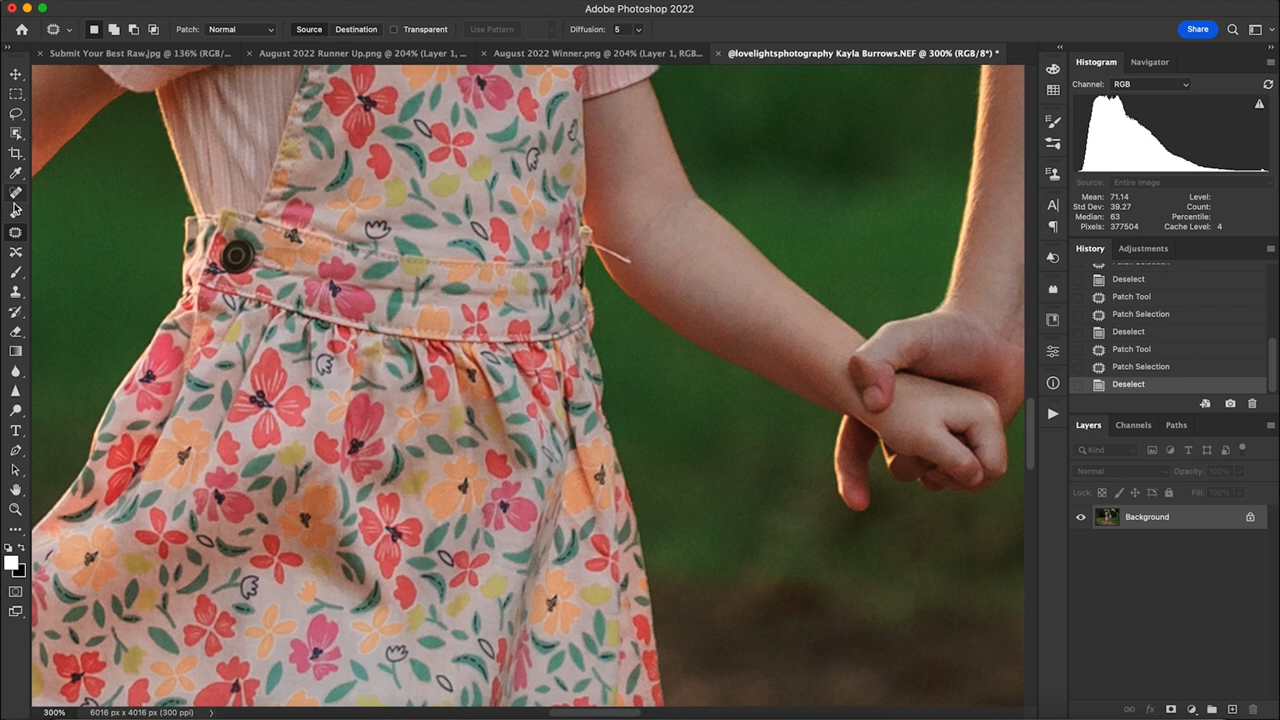 Adobe Photoshop 2022
Patch: Normal Source Destination Transparent Use Pattern Diffusion: 5 Share
Submit Your Best Raw.jpg @ 136% (RGB/... August 2022 Runner Up.png @ 204% (Layer 1, ... August 2022 Winner.png @ 204% (Layer 1, RGB... @lovelightsphotography Kayla Burrows.NEF @ 300% (RGB/8*) *
Histogram Navigator
Channel: RGB
Source: Entire Image
Mean: 71.14 Level:
Std Dev: 39.27 Count:
Median: 63 Percentile:
Pixels: 377504 Cache Level: 4
History Adjustments
Patch Selection
Deselect
Patch Tool
Patch Selection
Deselect
Patch Tool
Patch Selection
Deselect
Layers Channels Paths
Kind
Normal Opacity: 100%
Lock: Fill: 100%
Background
300% 6016 px x 4016 px (300 ppi)